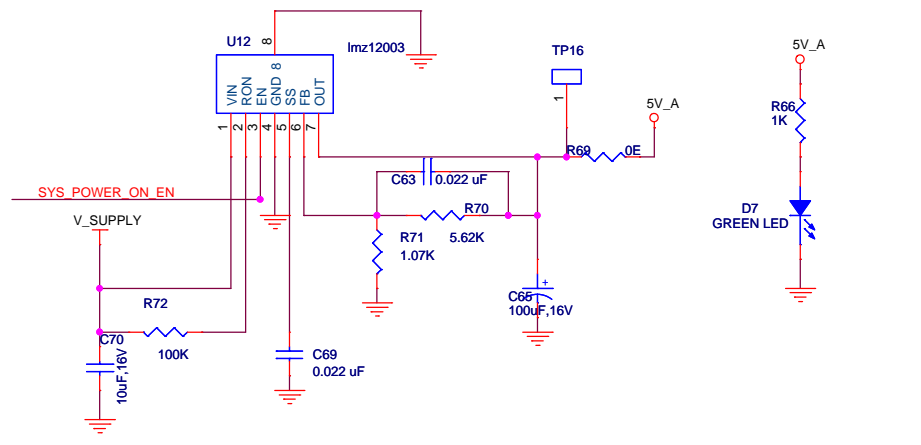 U12
8
lmz12003
VIN
RON
EN
GND 8
SS
FB
OUT
1
2
3
4
5
6
7
TP16
1
5V_A
R69
0E
5V_A
R66
1K
D7
GREEN LED
SYS_POWER_ON_EN
V_SUPPLY
C63
0.022 uF
R70
5.62K
R71
1.07K
C65
+
100uF,16V
R72
100K
C70
10uF,16V
C69
0.022 uF